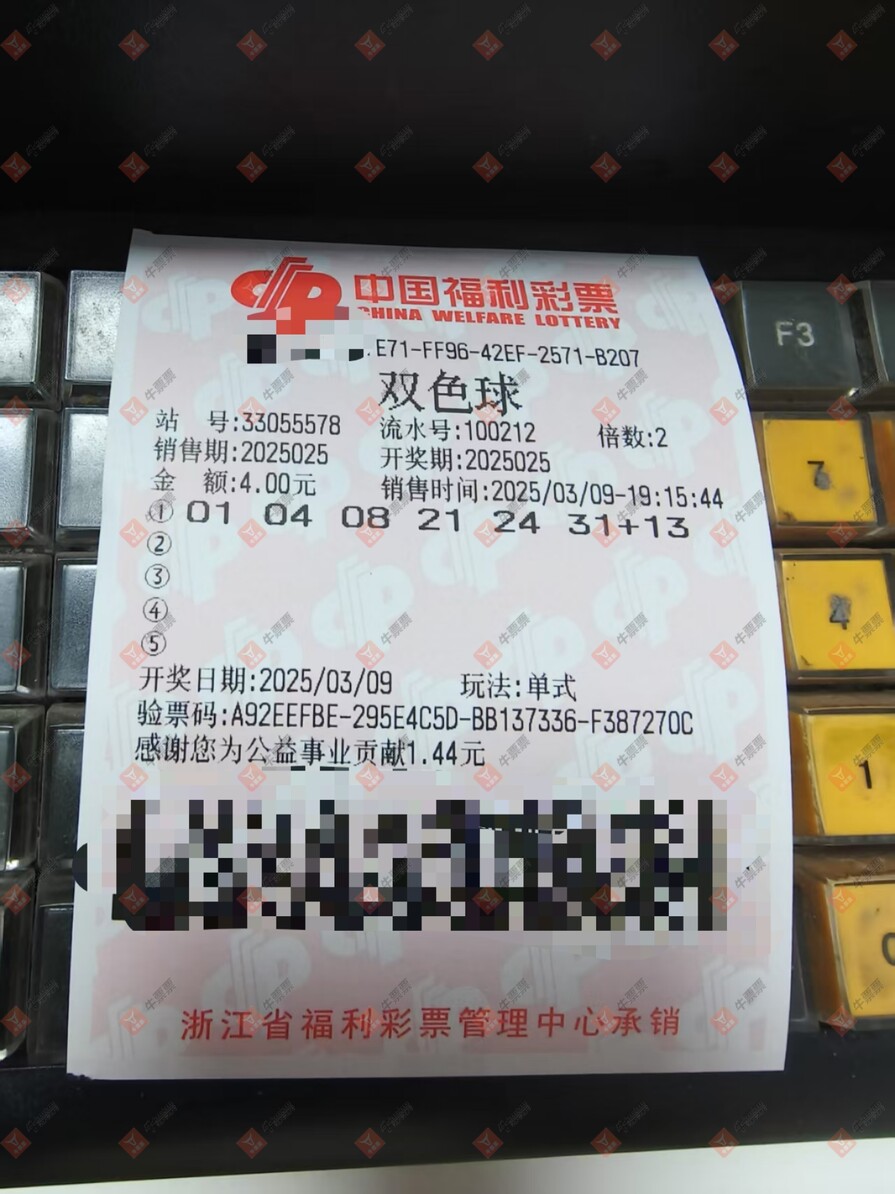 中国福利彩票
CHINA WELFARE LOTTERY
E71-FF96-42EF-2571-B207
双色球
站 号:33055578 流水号:100212 倍数:2
销售期:2025025 开奖期:2025025
金 额:4.00元 销售时间:2025/03/09-19:15:44
① 01 04 08 21 24 31+13
②
③
④
⑤
开奖日期:2025/03/09 玩法:单式
验票码:A92EEFBE-295E4C5D-BB137336-F387270C
感谢您为公益事业贡献1.44元
浙江省福利彩票管理中心承销
F3
7
4
1
0
牛票票